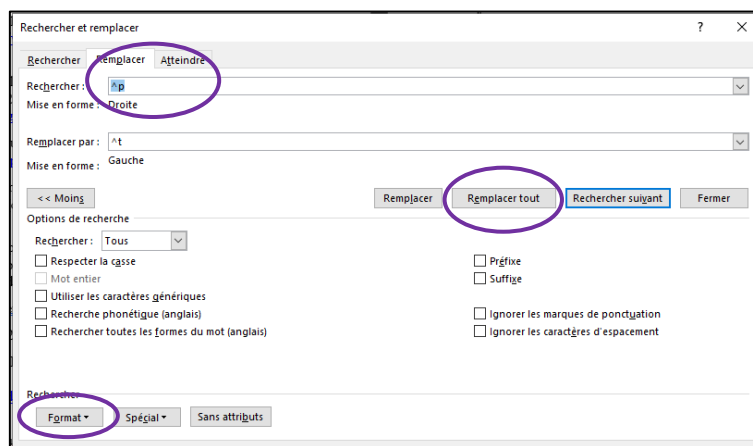 Rechercher et remplacer ? ×
Rechercher Remplacer Atteindre
Rechercher : ^p
Mise en forme : Droite
Remplacer par : ^t
Mise en forme : Gauche
<< Moins Remplacer Remplacer tout Rechercher suivant Fermer
Options de recherche
Rechercher : Tous
Respecter la casse Préfixe
Mot entier Suffixe
Utiliser les caractères génériques
Recherche phonétique (anglais) Ignorer les marques de ponctuation
Rechercher toutes les formes du mot (anglais) Ignorer les caractères d'espacement
Rechercher
Format Spécial Sans attributs